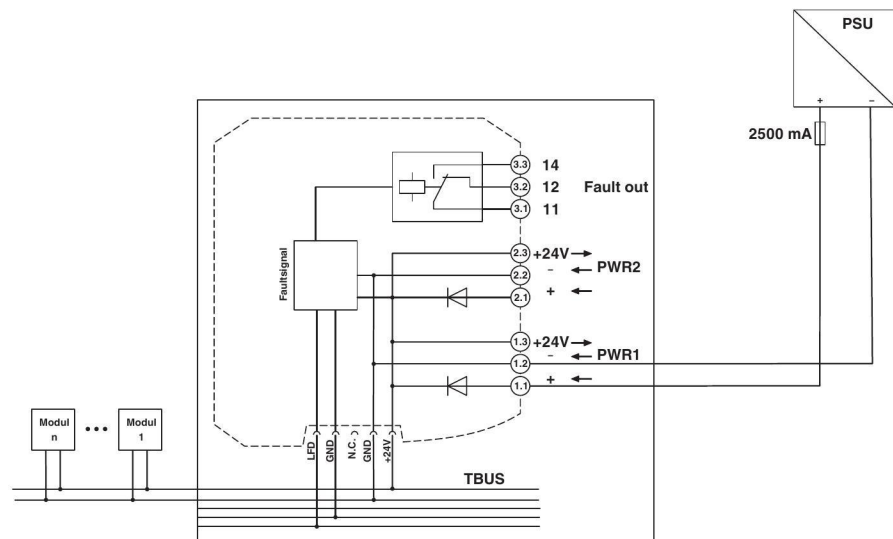 PSU
+ −
2500 mA
3.3 14
3.2 12 Fault out
3.1 11
Faultsignal
2.3 +24V
2.2 − PWR2
2.1 +
1.3 +24V
1.2 − PWR1
1.1 +
Modul
n
Modul
1
LFD
GND
N.C.
GND
+24V
TBUS